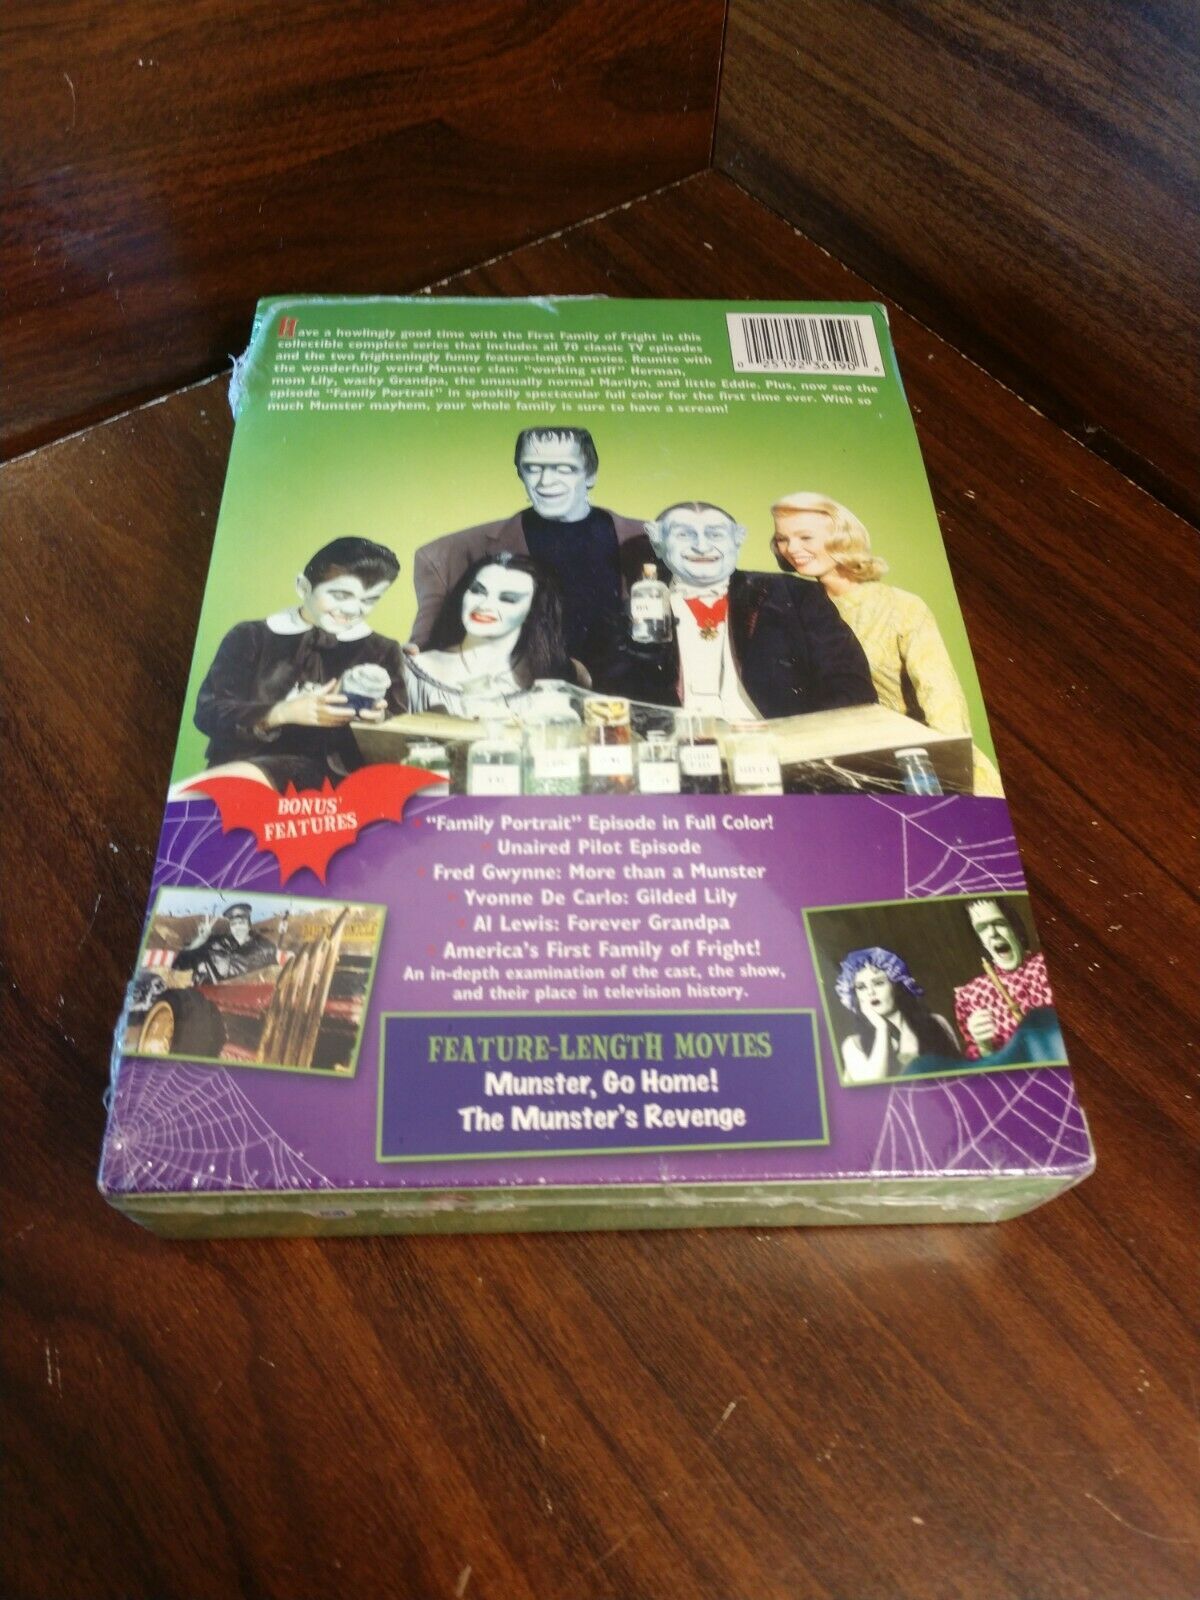 Have a howlingly good time with the First Family of Fright in this
collectible complete series that includes all 70 classic TV episodes
and the two frighteningly funny feature-length movies. Reunite with
the wonderfully weird Munster clan: "working stiff" Herman,
mom Lily, wacky Grandpa, the unusually normal Marilyn, and little Eddie. Plus, now see the
episode "Family Portrait" in spookily spectacular full color for the first time ever. With so
much Munster mayhem, your whole family is sure to have a scream!
0 25192 36190 8
BONUS
FEATURES
• "Family Portrait" Episode in Full Color!
• Unaired Pilot Episode
• Fred Gwynne: More than a Munster
• Yvonne De Carlo: Gilded Lily
• Al Lewis: Forever Grandpa
• America's First Family of Fright!
An in-depth examination of the cast, the show,
and their place in television history.
FEATURE-LENGTH MOVIES
Munster, Go Home!
The Munster's Revenge